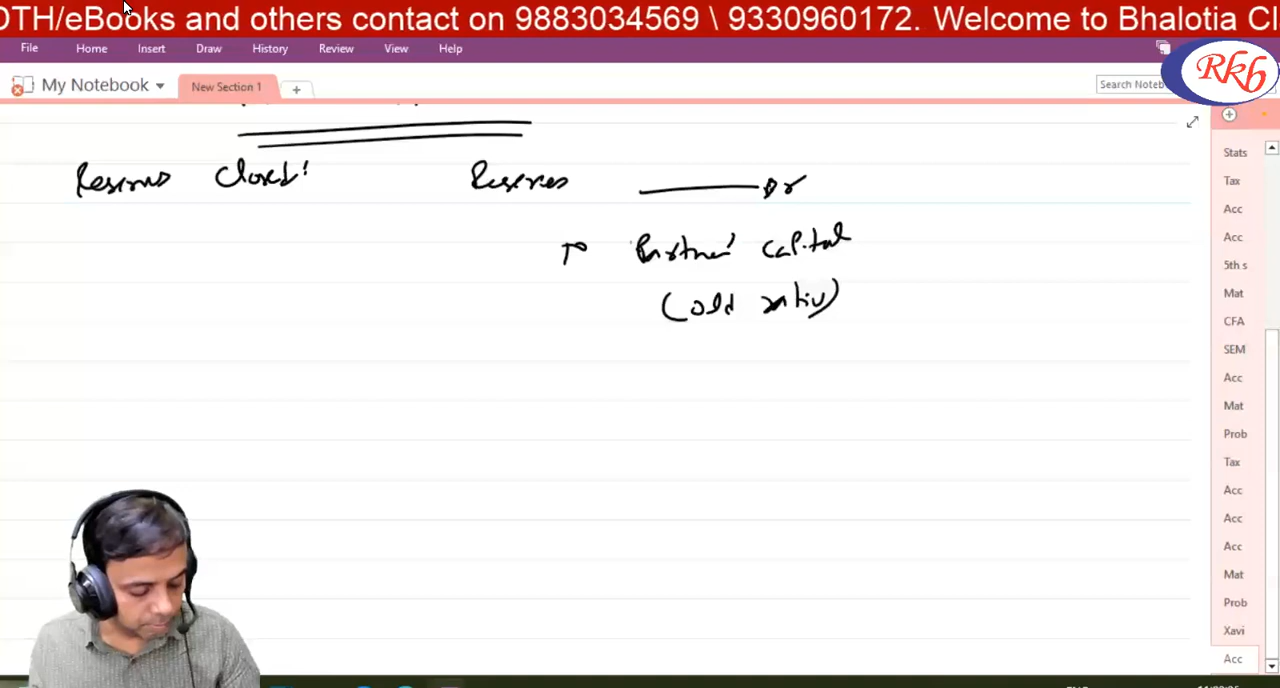 OTH/eBooks and others contact on 9883034569 \ 9330960172. Welcome to Bhalotia Cl
File Home Insert Draw History Review View Help
Rkb
My Notebook New Section 1 + Search Noteb
Reserves closed! Reserves Dr
To Partners' capital
(old ratio)
Stats
Tax
Acc
Acc
5th s
Mat
CFA
SEM
Acc
Mat
Prob
Tax
Acc
Acc
Acc
Mat
Prob
Xavi
Acc